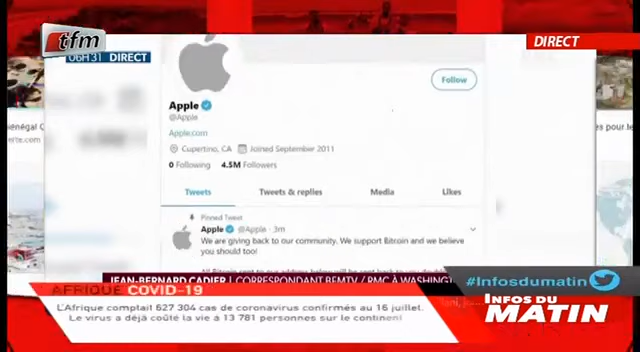 tfm
06H31 DIRECT
DIRECT
Follow
Apple
@Apple
Apple.com
Cupertino, CA Joined September 2011
0 Following 4.5M Followers
Tweets Tweets & replies Media Likes
Pinned Tweet
Apple @Apple · 3m
We are giving back to our community. We support Bitcoin and we believe
you should too!
JEAN-BERNARD CADIER | CORRESPONDANT BFMTV / RMC À WASHINGT
#Infosdumatin
AFRIQUE COVID-19
L'Afrique comptait 627 304 cas de coronavirus confirmés au 16 juillet.
Le virus a déjà coûté la vie à 13 781 personnes sur le continent
INFOS DU
MATIN